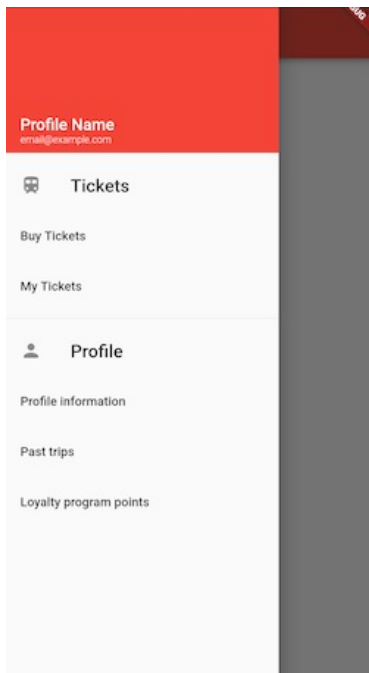 Profile Name
email@example.com
Tickets
Buy Tickets
My Tickets
Profile
Profile information
Past trips
Loyalty program points